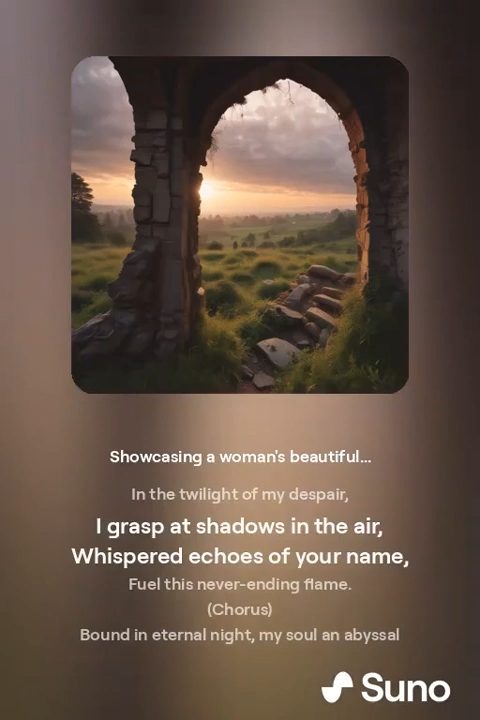 Showcasing a woman's beautiful...
In the twilight of my despair,
I grasp at shadows in the air,
Whispered echoes of your name,
Fuel this never-ending flame.
(Chorus)
Bound in eternal night, my soul an abyssal
Suno